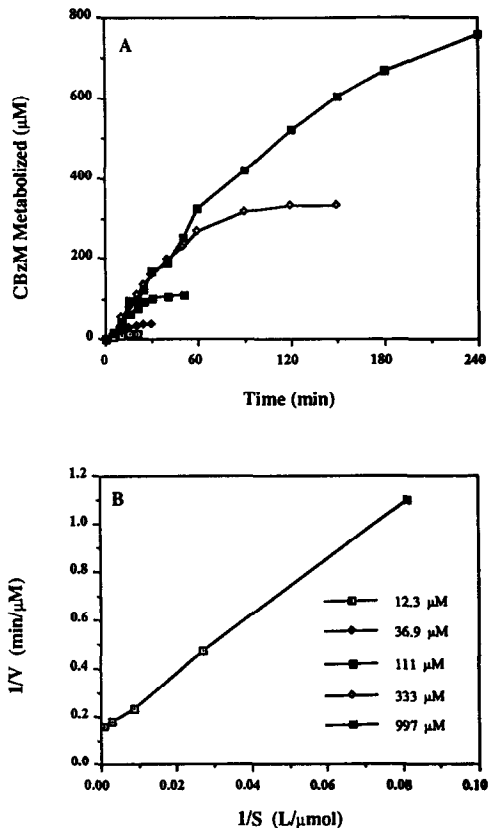 A
CBzM Metabolized (μM)
800
600
400
200
0
0 60 120 180 240
Time (min)
B
1/V (min/μM)
1.2
1.0
0.8
0.6
0.4
0.2
0.0
12.3 μM
36.9 μM
111 μM
333 μM
997 μM
0.00 0.02 0.04 0.06 0.08 0.10
1/S (L/μmol)